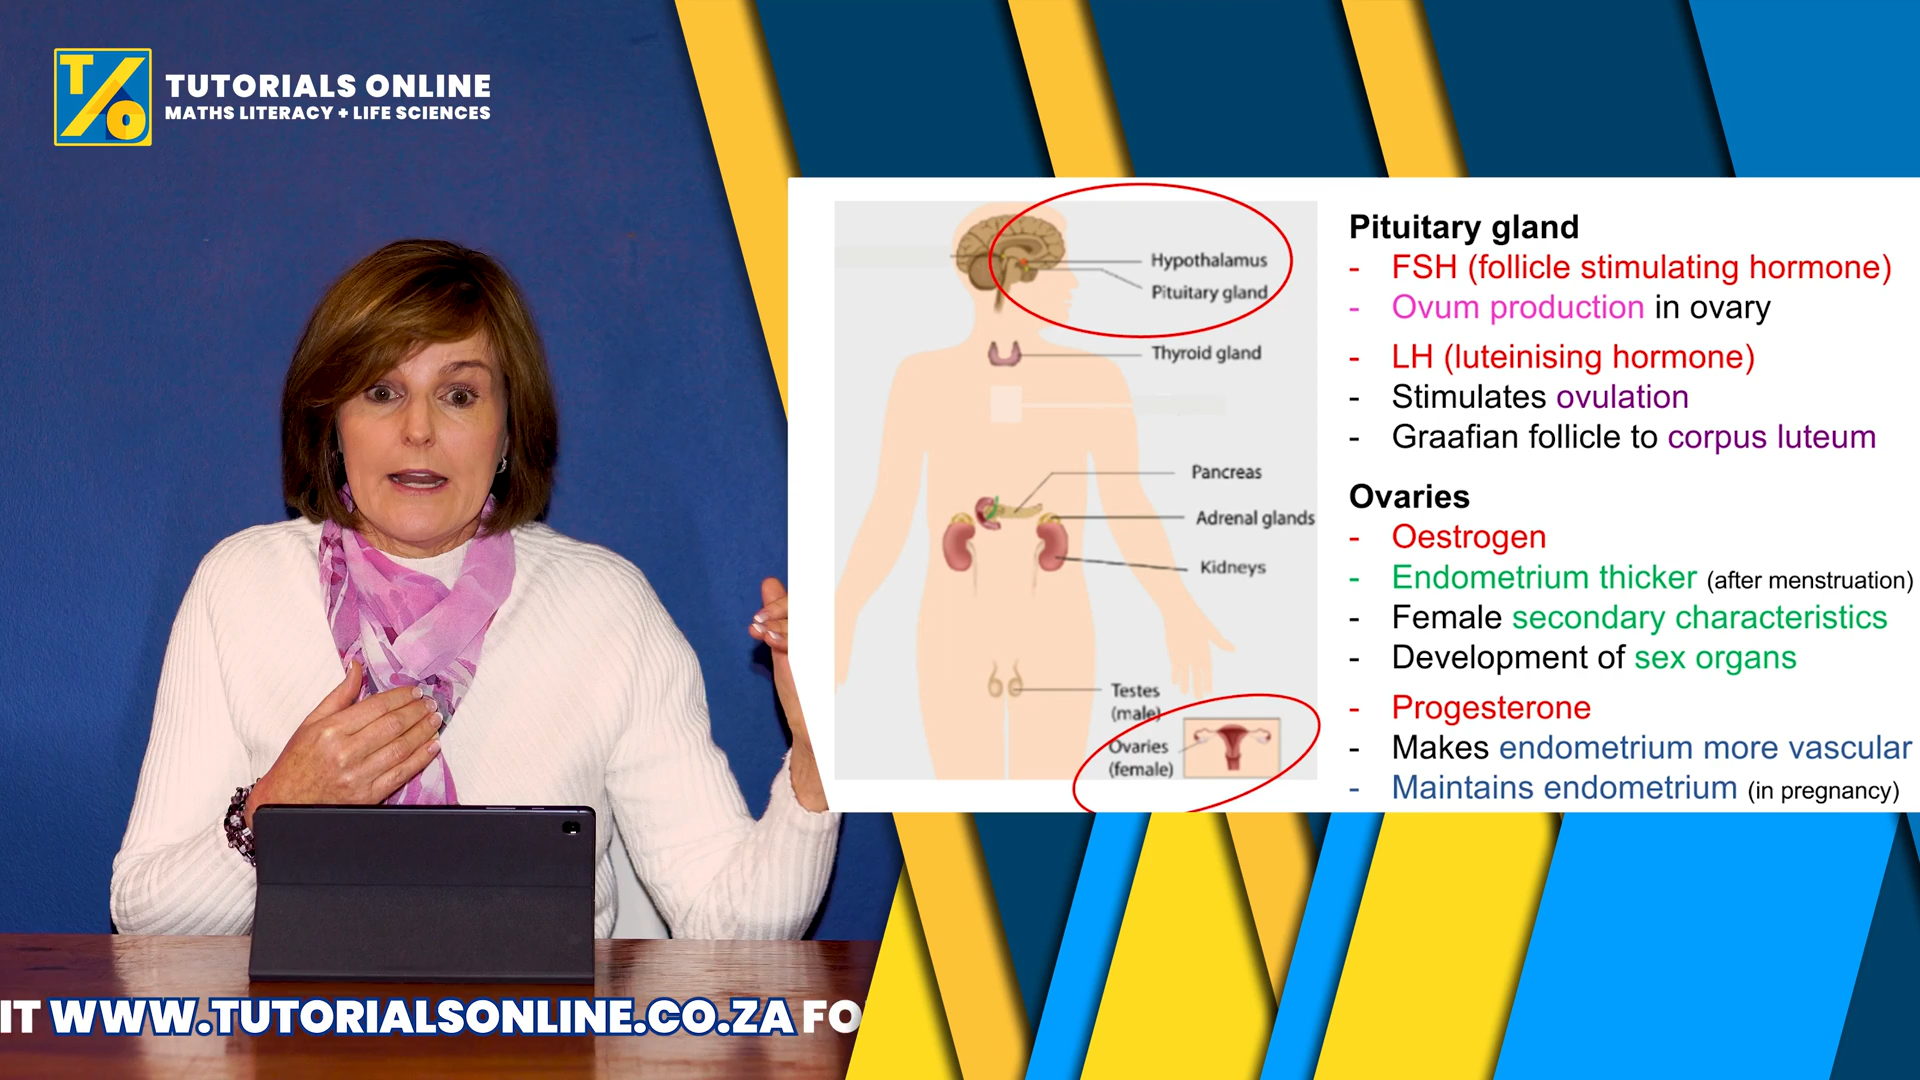 TUTORIALS ONLINE
MATHS LITERACY + LIFE SCIENCES
Hypothalamus
Pituitary gland
Thyroid gland
Pancreas
Adrenal glands
Kidneys
Testes
(male)
Ovaries
(female)
Pituitary gland
- FSH (follicle stimulating hormone)
- Ovum production in ovary
- LH (luteinising hormone)
- Stimulates ovulation
- Graafian follicle to corpus luteum
Ovaries
- Oestrogen
- Endometrium thicker (after menstruation)
- Female secondary characteristics
- Development of sex organs
- Progesterone
- Makes endometrium more vascular
- Maintains endometrium (in pregnancy)
IT WWW.TUTORIALSONLINE.CO.ZA FO